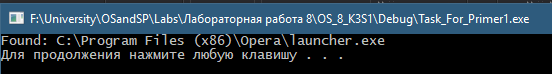 F:\University\OSandSP\Labs\Лабораторная работа 8\OS_8_K3S1\Debug\Task_For_Primer1.exe
Found: C:\Program Files (x86)\Opera\launcher.exe
Для продолжения нажмите любую клавишу . . .